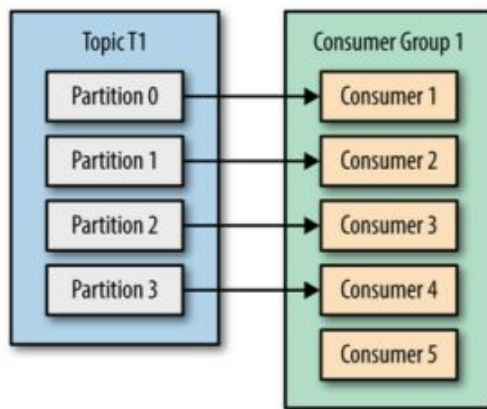 Topic T1
Partition 0
Partition 1
Partition 2
Partition 3
Consumer Group 1
Consumer 1
Consumer 2
Consumer 3
Consumer 4
Consumer 5